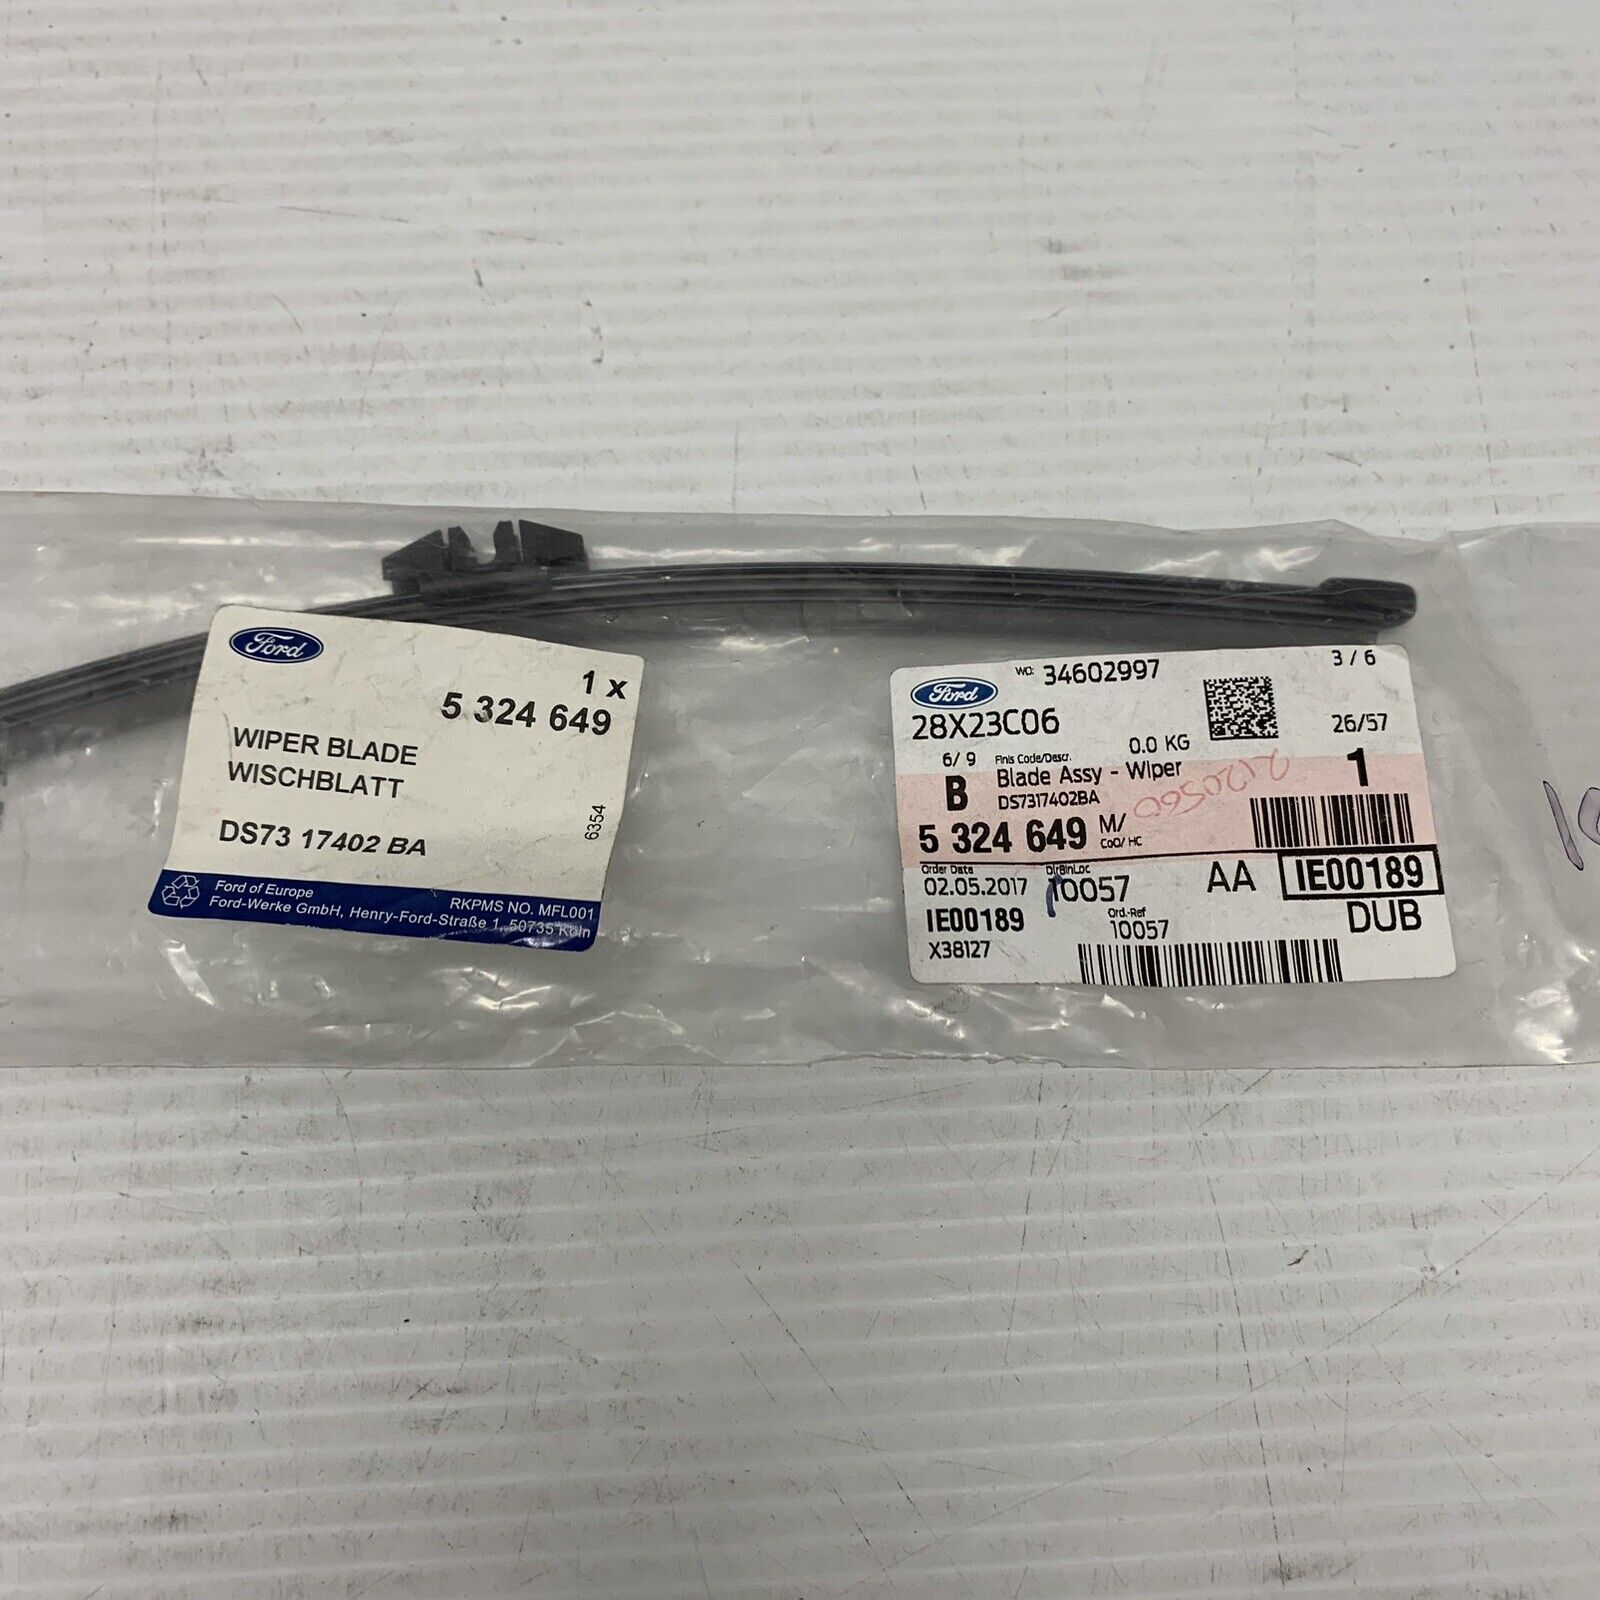 Ford
1 x
5 324 649
WIPER BLADE
WISCHBLATT
DS73 17402 BA
6354
Ford of Europe
RKPMS NO. MFL001
Ford-Werke GmbH, Henry-Ford-Straße 1, 50735 Köln
Ford
WO: 34602997
3 / 6
28X23C06
26/57
6/ 9 Finis Code/Descr. 0.0 KG
B Blade Assy - Wiper 1
DS7317402BA
2120560
5 324 649 M/
CoO/ HC
Order Date DlrBinLoc
02.05.2017 10057 AA IE00189
IE00189 Ord.-Ref DUB
X38127 10057